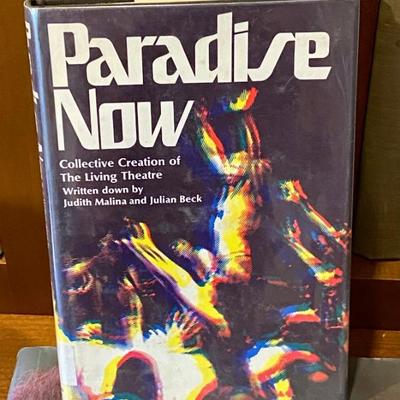 Paradise
Now
Collective Creation of
The Living Theatre
Written down by
Judith Malina and Julian Beck